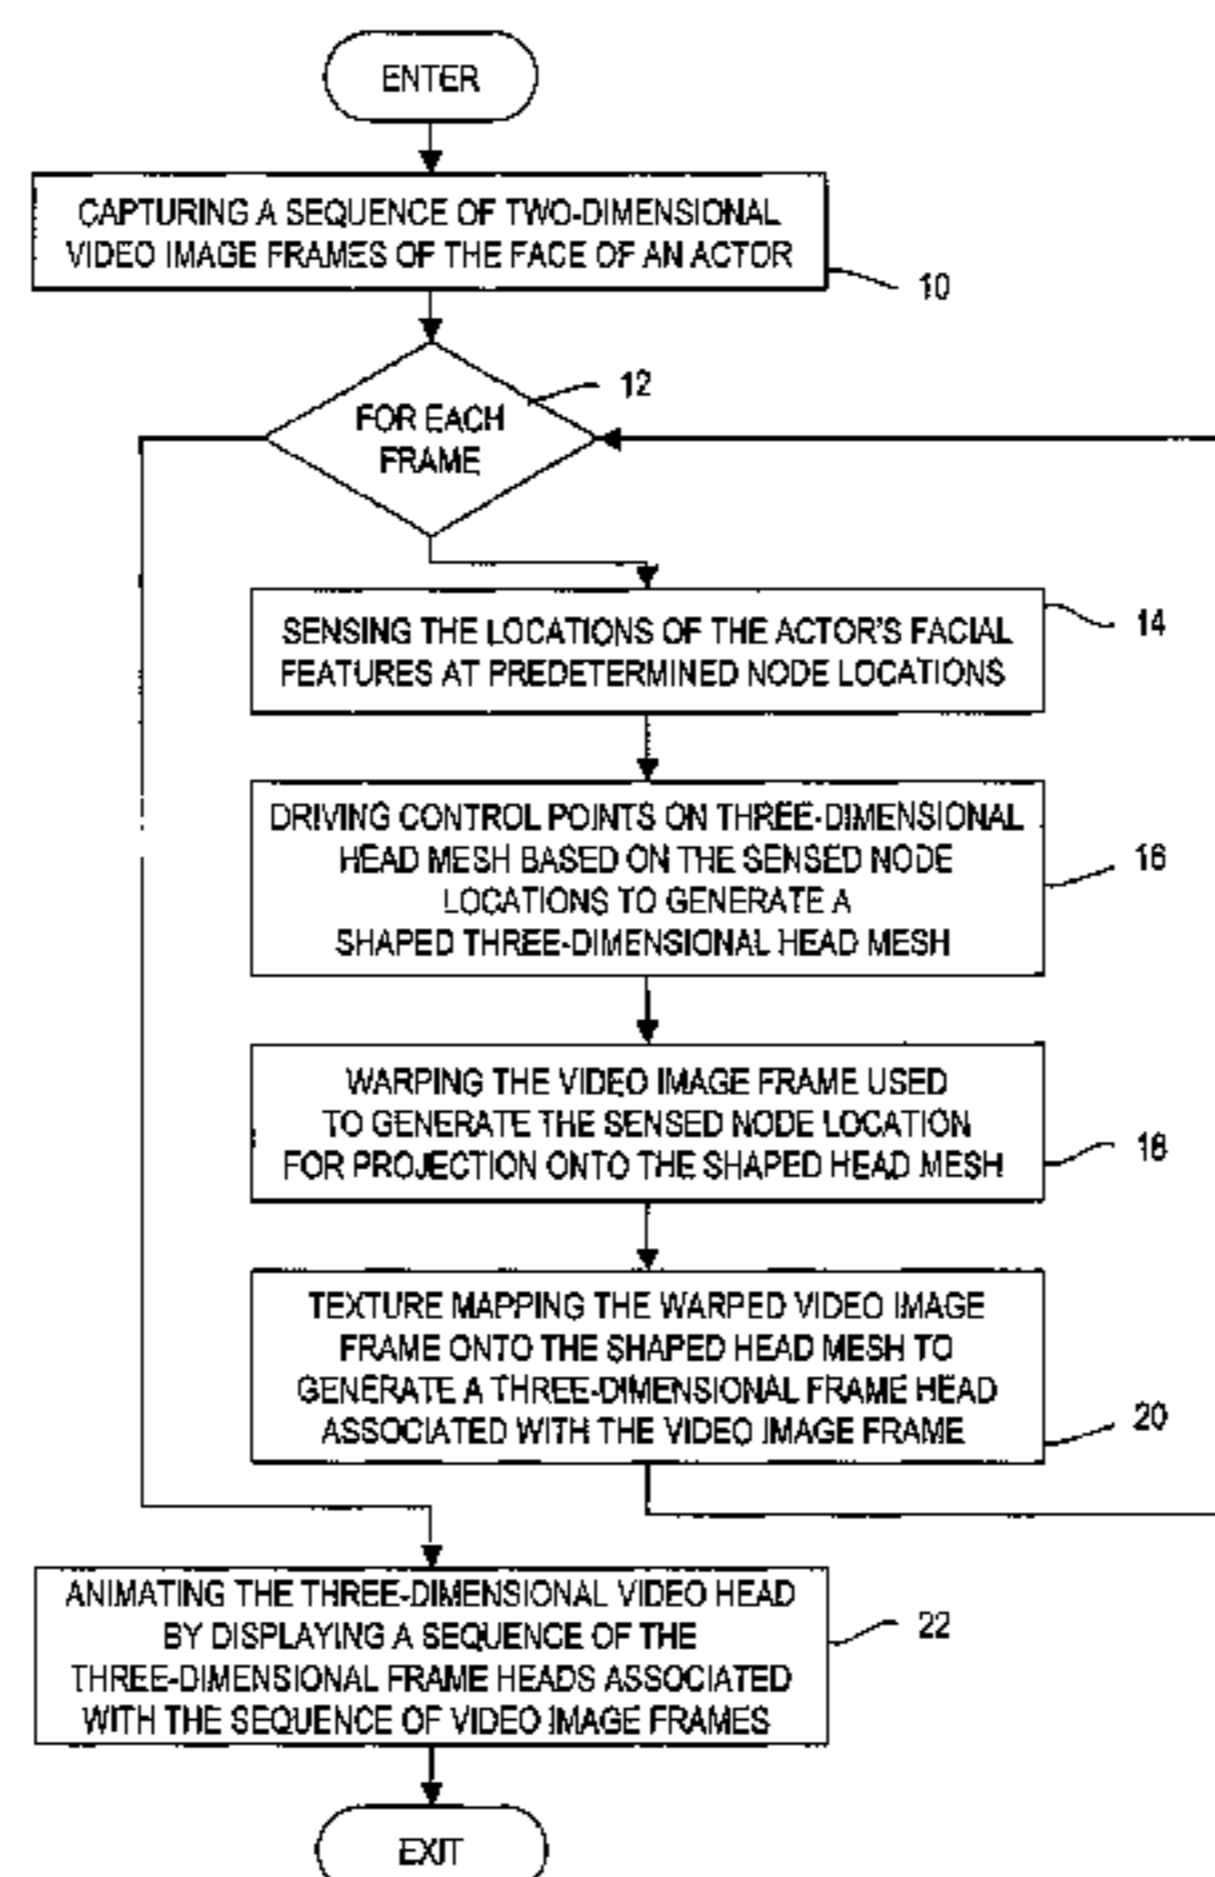 ENTER
CAPTURING A SEQUENCE OF TWO-DIMENSIONAL
VIDEO IMAGE FRAMES OF THE FACE OF AN ACTOR
10
12
FOR EACH
FRAME
SENSING THE LOCATIONS OF THE ACTOR'S FACIAL
FEATURES AT PREDETERMINED NODE LOCATIONS
14
DRIVING CONTROL POINTS ON THREE-DIMENSIONAL
HEAD MESH BASED ON THE SENSED NODE
LOCATIONS TO GENERATE A
SHAPED THREE-DIMENSIONAL HEAD MESH
16
WARPING THE VIDEO IMAGE FRAME USED
TO GENERATE THE SENSED NODE LOCATION
FOR PROJECTION ONTO THE SHAPED HEAD MESH
18
TEXTURE MAPPING THE WARPED VIDEO IMAGE
FRAME ONTO THE SHAPED HEAD MESH TO
GENERATE A THREE-DIMENSIONAL FRAME HEAD
ASSOCIATED WITH THE VIDEO IMAGE FRAME
20
ANIMATING THE THREE-DIMENSIONAL VIDEO HEAD
BY DISPLAYING A SEQUENCE OF THE
THREE-DIMENSIONAL FRAME HEADS ASSOCIATED
WITH THE SEQUENCE OF VIDEO IMAGE FRAMES
22
EXIT